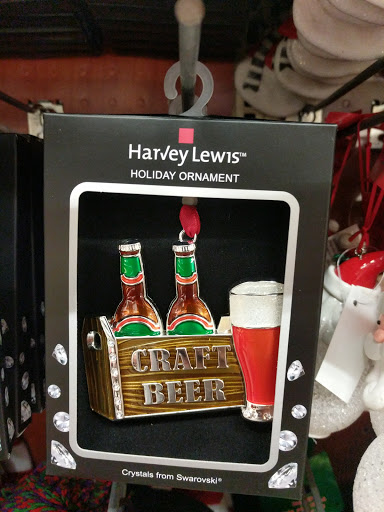 Harvey Lewis™
HOLIDAY ORNAMENT
CRAFT
BEER
Crystals from Swarovski®